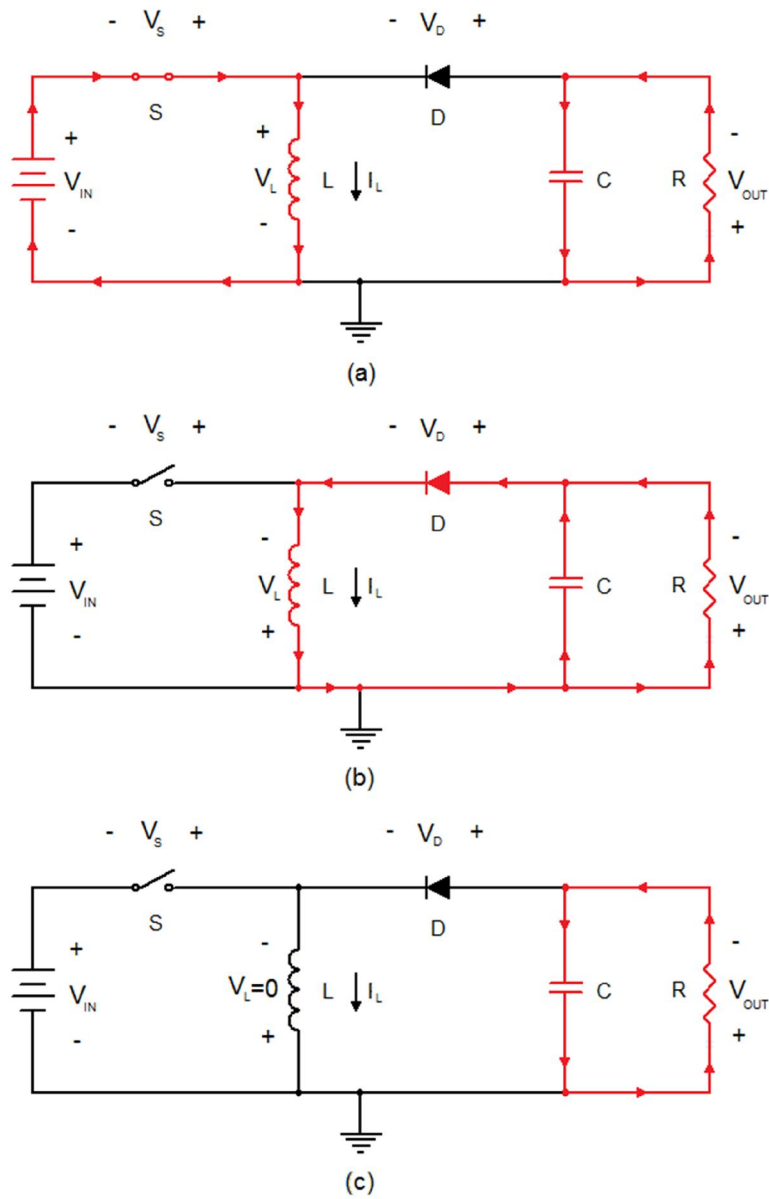 - V_S + - V_D +
S D
+ V_IN - + V_L - L I_L C R - V_OUT +
(a)
- V_S + - V_D +
S D
+ V_IN - - V_L + L I_L C R - V_OUT +
(b)
- V_S + - V_D +
S D
+ V_IN - - V_L=0 + L I_L C R - V_OUT +
(c)